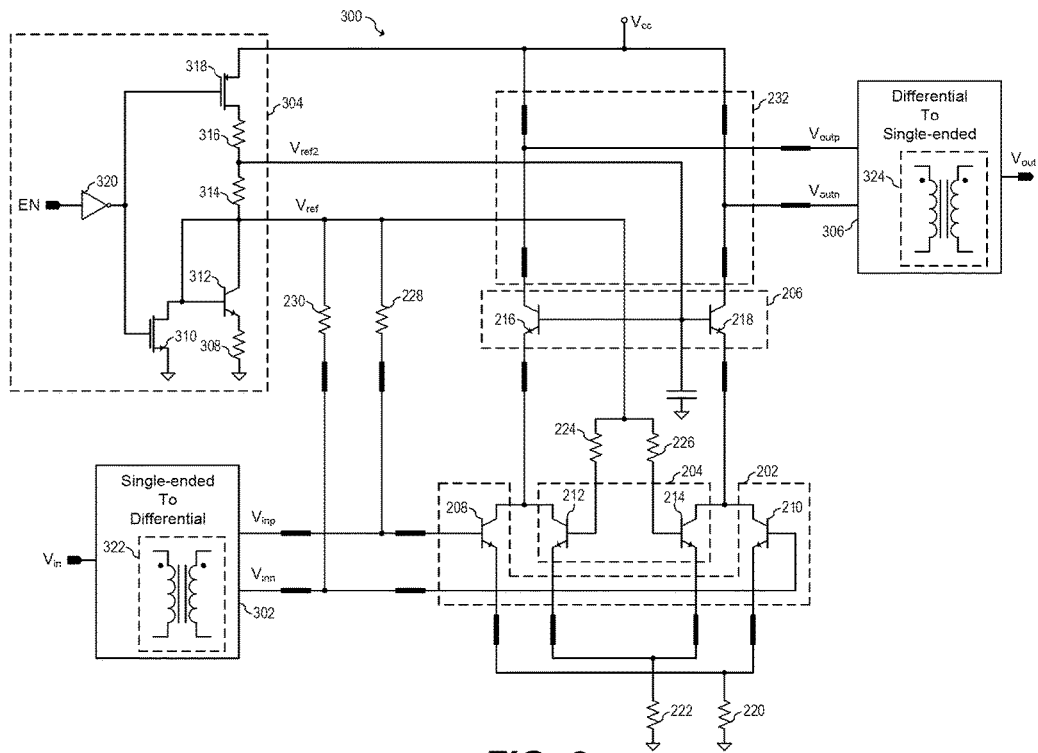 300
Vcc
318
304
232
Differential
To
Single-ended
316
Vref2
Voutp
324
Vout
320
EN
314
Vref
Voutn
306
312
230
228
206
216
218
310
308
224
226
204
202
Single-ended
To
Differential
208
212
214
210
Vinp
322
Vin
Vinn
302
222
220